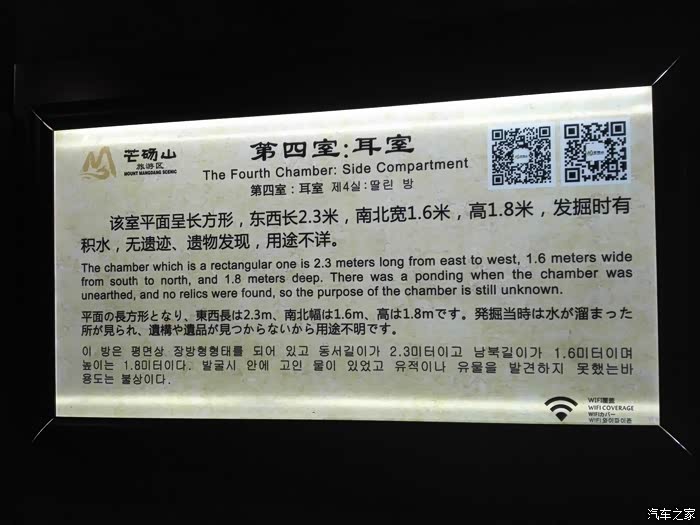 芒砀山
旅游区
MOUNT MANGDANG SCENIC
第四室:耳室
The Fourth Chamber: Side Compartment
第四室：耳室 제4실:딸린 방
该室平面呈长方形，东西长2.3米，南北宽1.6米，高1.8米，发掘时有
积水，无遗迹、遗物发现，用途不详。
The chamber which is a rectangular one is 2.3 meters long from east to west, 1.6 meters wide
from south to north, and 1.8 meters deep. There was a ponding when the chamber was
unearthed, and no relics were found, so the purpose of the chamber is still unknown.
平面の長方形となり、東西長は2.3m、南北幅は1.6m、高は1.8mです。発掘当時は水が溜まった
所が見られ、遺構や遺品が見つからないから用途不明です。
이 방은 평면상 장방형형태를 되어 있고 동서길이가 2.3미터이고 남북길이가 1.6미터이며
높이는 1.8미터이다. 발굴시 안에 고인 물이 있었고 유적이나 유물을 발견하지 못했는바
용도는 불상이다.
WIFI覆盖
WIFI COVERAGE
WIFIカバー
WIFI 와이파이존
汽车之家